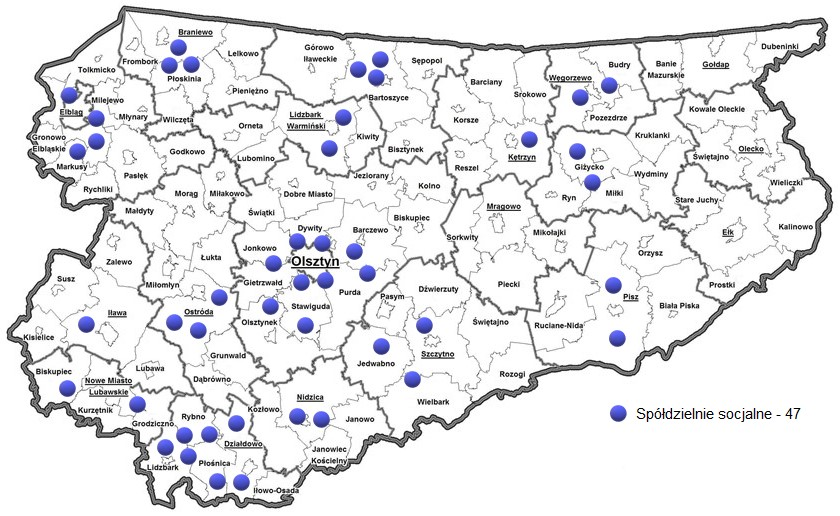 Braniewo
Frombork
Lelkowo
Płoskinia
Tolkmicko
Pieniężno
Wilczęta
Górowo
Iławeckie
Sępopol
Bartoszyce
Bisztynek
Milejewo
Elbląg
Młynary
Gronowo
Elbląskie
Markusy
Godkowo
Pasłęk
Rychliki
Orneta
Lidzbark
Warmiński
Kiwity
Lubomino
Barciany
Srokowo
Korsze
Kętrzyn
Reszel
Węgorzewo
Budry
Pozezdrze
Banie
Mazurskie
Gołdap
Dubeninki
Kowale Oleckie
Kruklanki
Giżycko
Wydminy
Ryn
Miłki
Świętajno
Olecko
Wieliczki
Stare Juchy
Ełk
Kalinowo
Prostki
Małdyty
Morąg
Miłakowo
Zalewo
Łukta
Miłomłyn
Ostróda
Grunwald
Dąbrówno
Susz
Iława
Kisielice
Lubawa
Jeziorany
Kolno
Dobre Miasto
Świątki
Biskupiec
Dywity
Barczewo
Jonkowo
Olsztyn
Gietrzwałd
Purda
Stawiguda
Olsztynek
Mrągowo
Sorkwity
Mikołajki
Piecki
Orzysz
Pisz
Biała Piska
Ruciane-Nida
Dźwierzuty
Pasym
Świętajno
Szczytno
Jedwabno
Rozogi
Wielbark
Biskupiec
Nowe Miasto
Lubawskie
Kurzętnik
Grodziczno
Rybno
Działdowo
Lidzbark
Płośnica
Iłowo-Osada
Kozłowo
Nidzica
Janowo
Janowiec
Kościelny
Spółdzielnie socjalne - 47